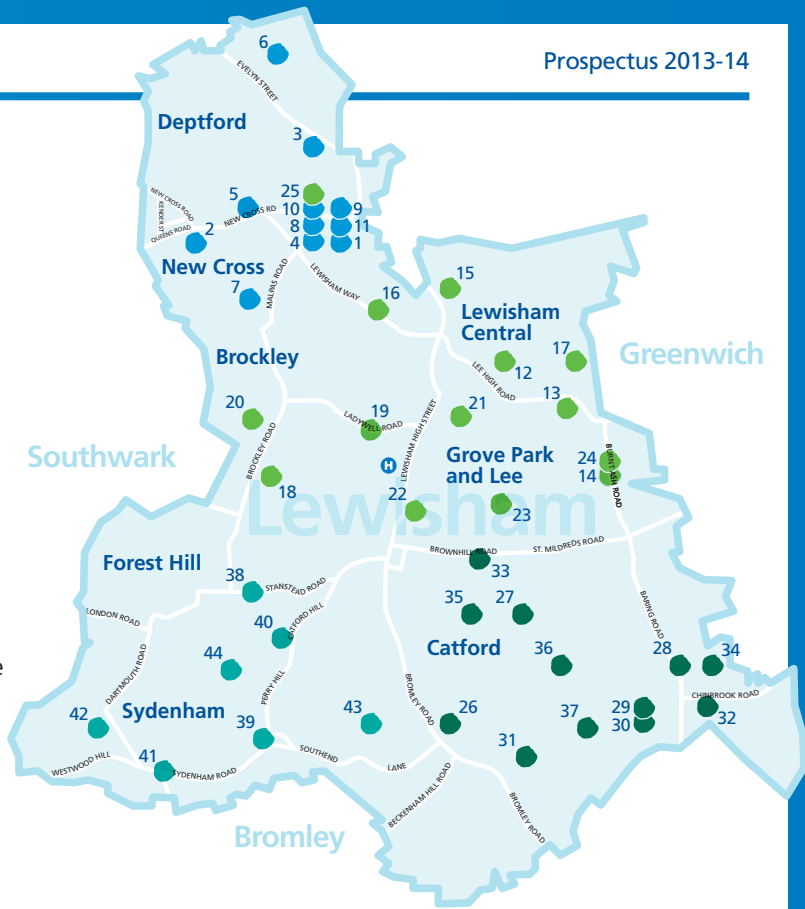 Prospectus 2013-14
6
EVELYN STREET
Deptford
3
25
5
10
9
NEW CROSS ROAD
KENDER ST
NEW CROSS RD
2
8
11
QUEENS ROAD
4
1
New Cross
7
MALPAS ROAD
LEWISHAM WAY
16
15
Lewisham
Central
17
Greenwich
Brockley
12
LEE HIGH ROAD
13
20
19
LADYWELL ROAD
21
LEWISHAM HIGH STREET
Southwark
BROCKLEY ROAD
H
Grove Park
and Lee
24
14
BURNT ASH ROAD
18
22
23
Lewisham
BROWNHILL ROAD
ST. MILDREDS ROAD
33
Forest Hill
38
STANSTEAD ROAD
LONDON ROAD
35
27
BARING ROAD
40
CATFORD HILL
Catford
44
36
28
34
e
DARTMOUTH ROAD
PERRY HILL
CHINBROOK ROAD
Sydenham
42
39
43
BROMLEY ROAD
26
37
29
30
32
41
SOUTHEND
LANE
31
WESTWOOD HILL
SYDENHAM ROAD
BECKENHAM HILL ROAD
BROMLEY ROAD
Bromley